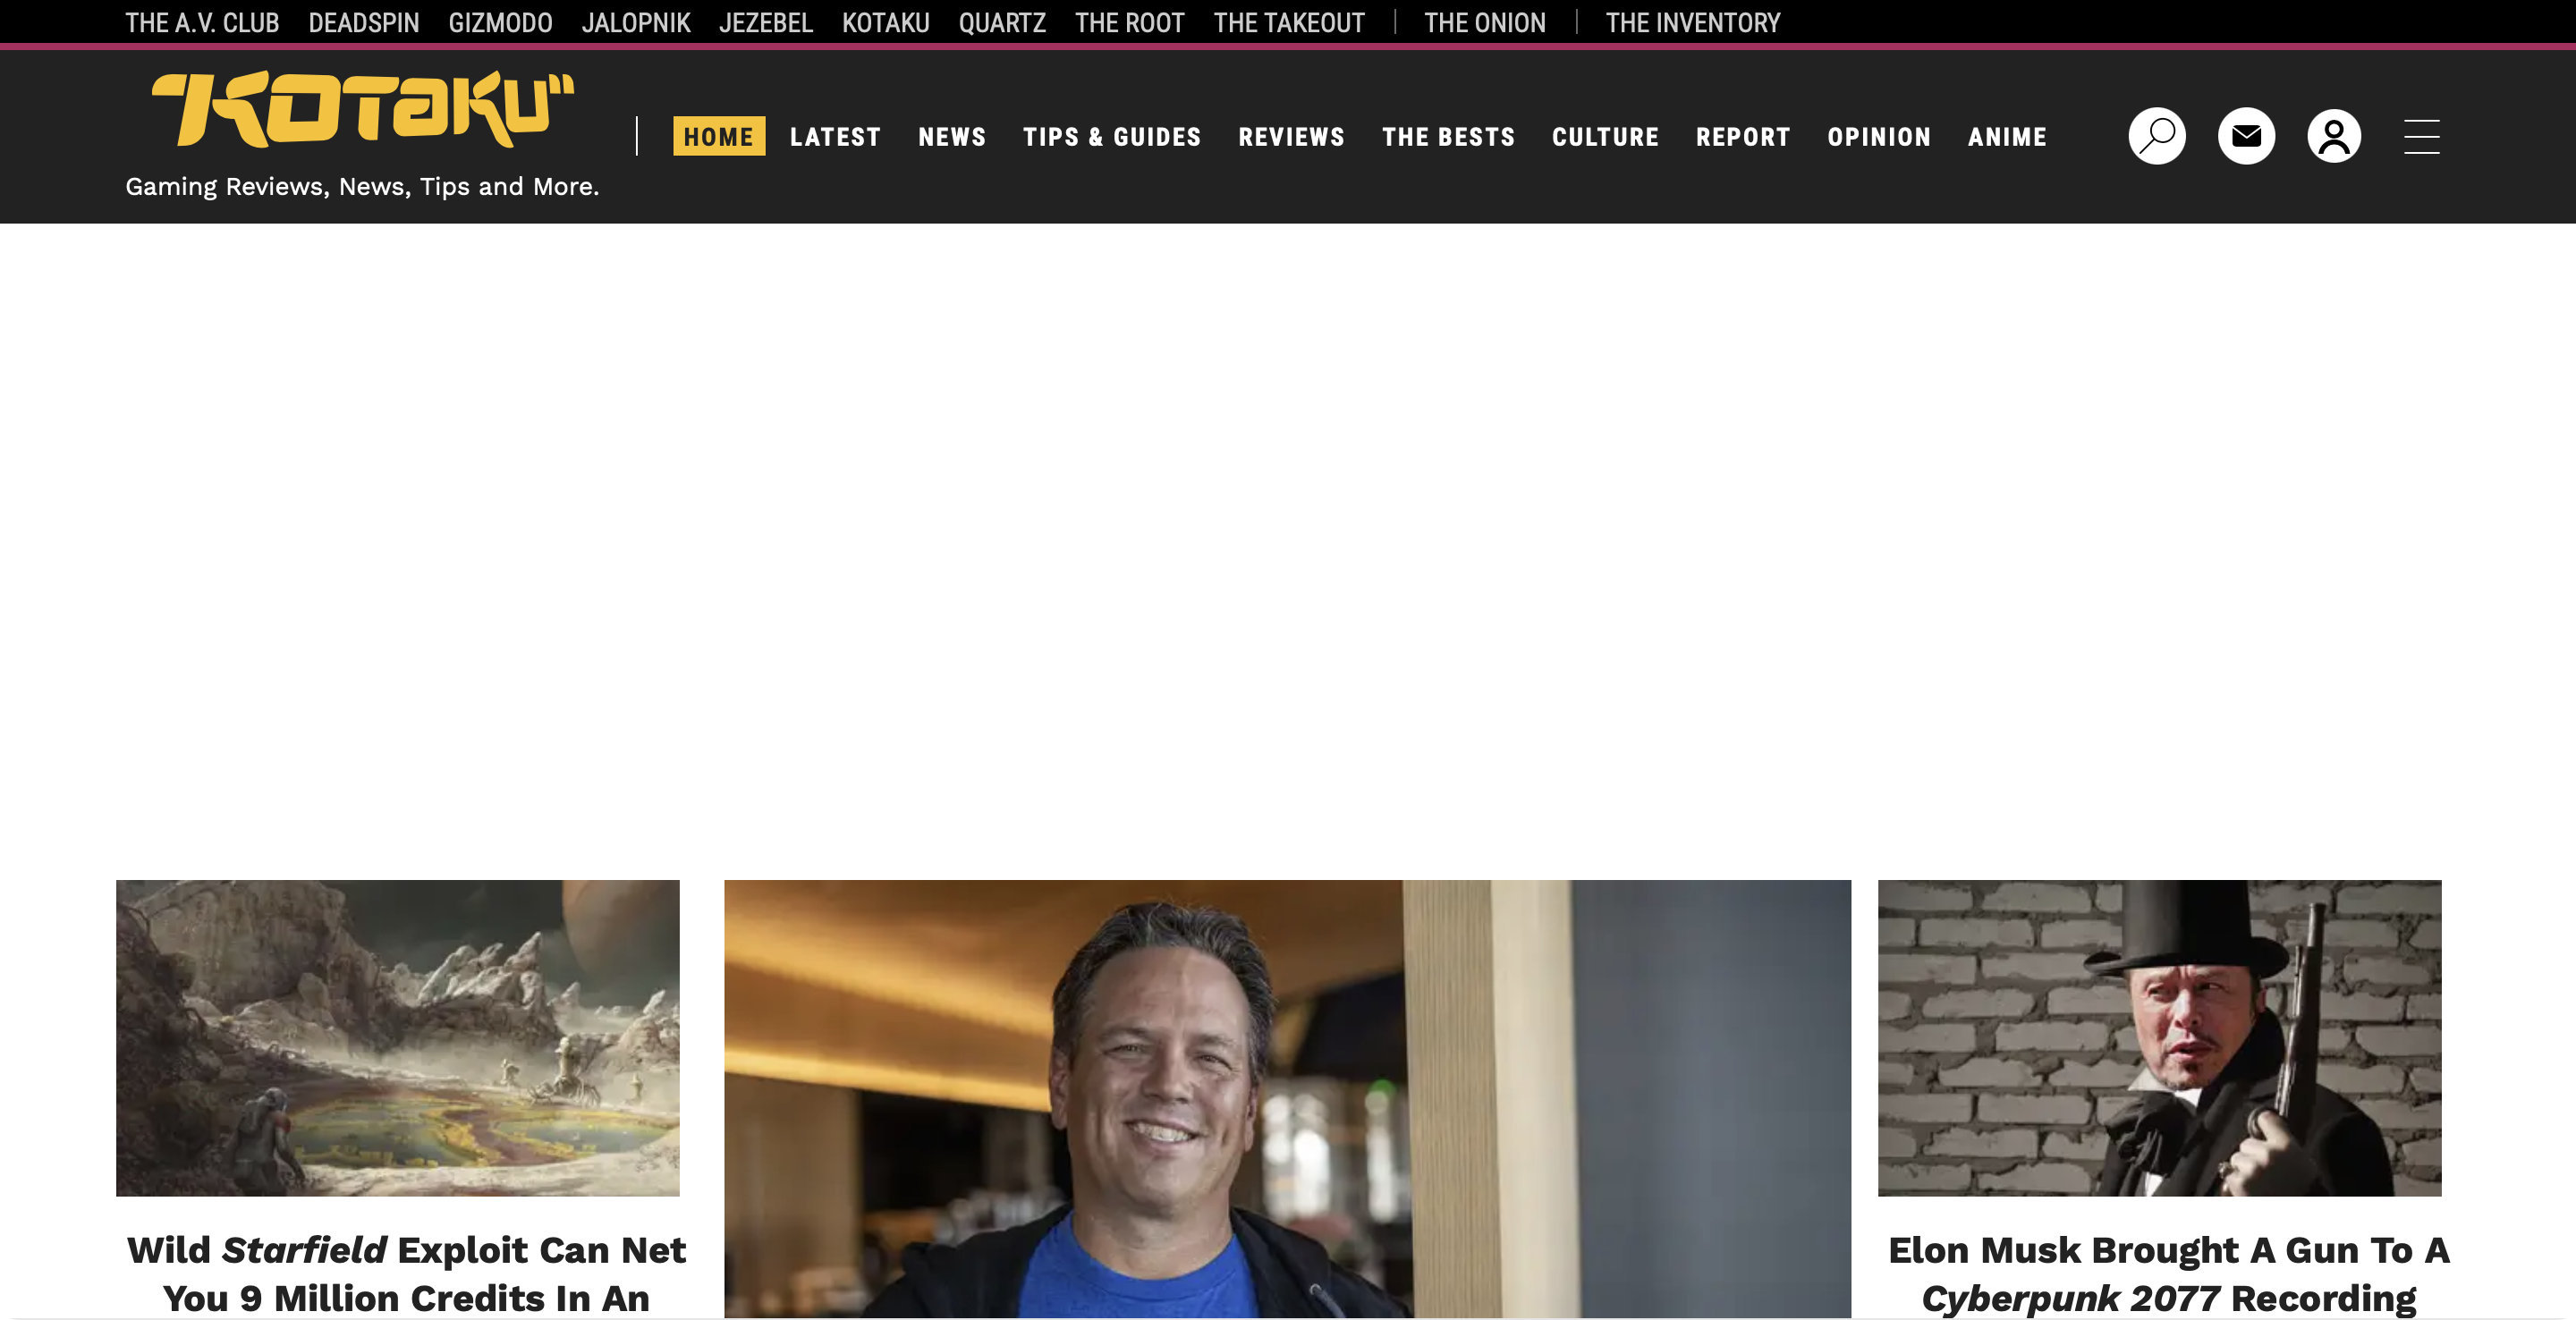 THE A.V. CLUB DEADSPIN GIZMODO JALOPNIK JEZEBEL KOTAKU QUARTZ THE ROOT THE TAKEOUT THE ONION THE INVENTORY
KOTAKU
HOME LATEST NEWS TIPS & GUIDES REVIEWS THE BESTS CULTURE REPORT OPINION ANIME
Gaming Reviews, News, Tips and More.
Wild Starfield Exploit Can Net
You 9 Million Credits In An
Elon Musk Brought A Gun To A
Cyberpunk 2077 Recording